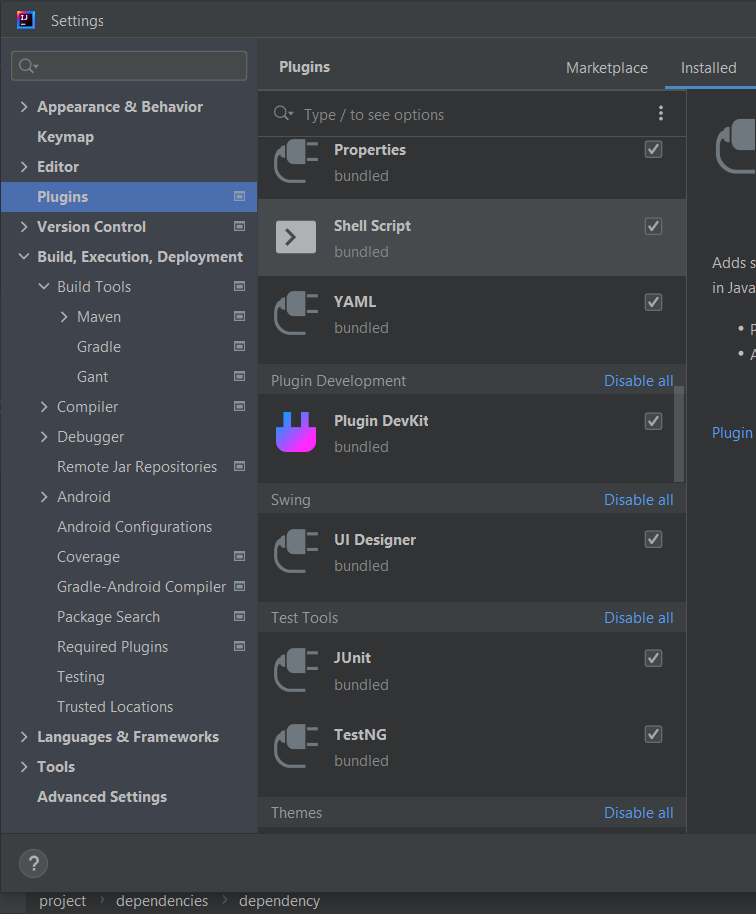 Settings
Appearance & Behavior
Keymap
Editor
Plugins
Version Control
Build, Execution, Deployment
Build Tools
Maven
Gradle
Gant
Compiler
Debugger
Remote Jar Repositories
Android
Android Configurations
Coverage
Gradle-Android Compiler
Package Search
Required Plugins
Testing
Trusted Locations
Languages & Frameworks
Tools
Advanced Settings
?
Plugins
Marketplace
Installed
Type / to see options
Properties
bundled
Shell Script
bundled
YAML
bundled
Plugin Development Disable all
Plugin DevKit
bundled
Swing Disable all
UI Designer
bundled
Test Tools Disable all
JUnit
bundled
TestNG
bundled
Themes Disable all
Adds s
in Java
• P
• A
Plugin
project › dependencies › dependency